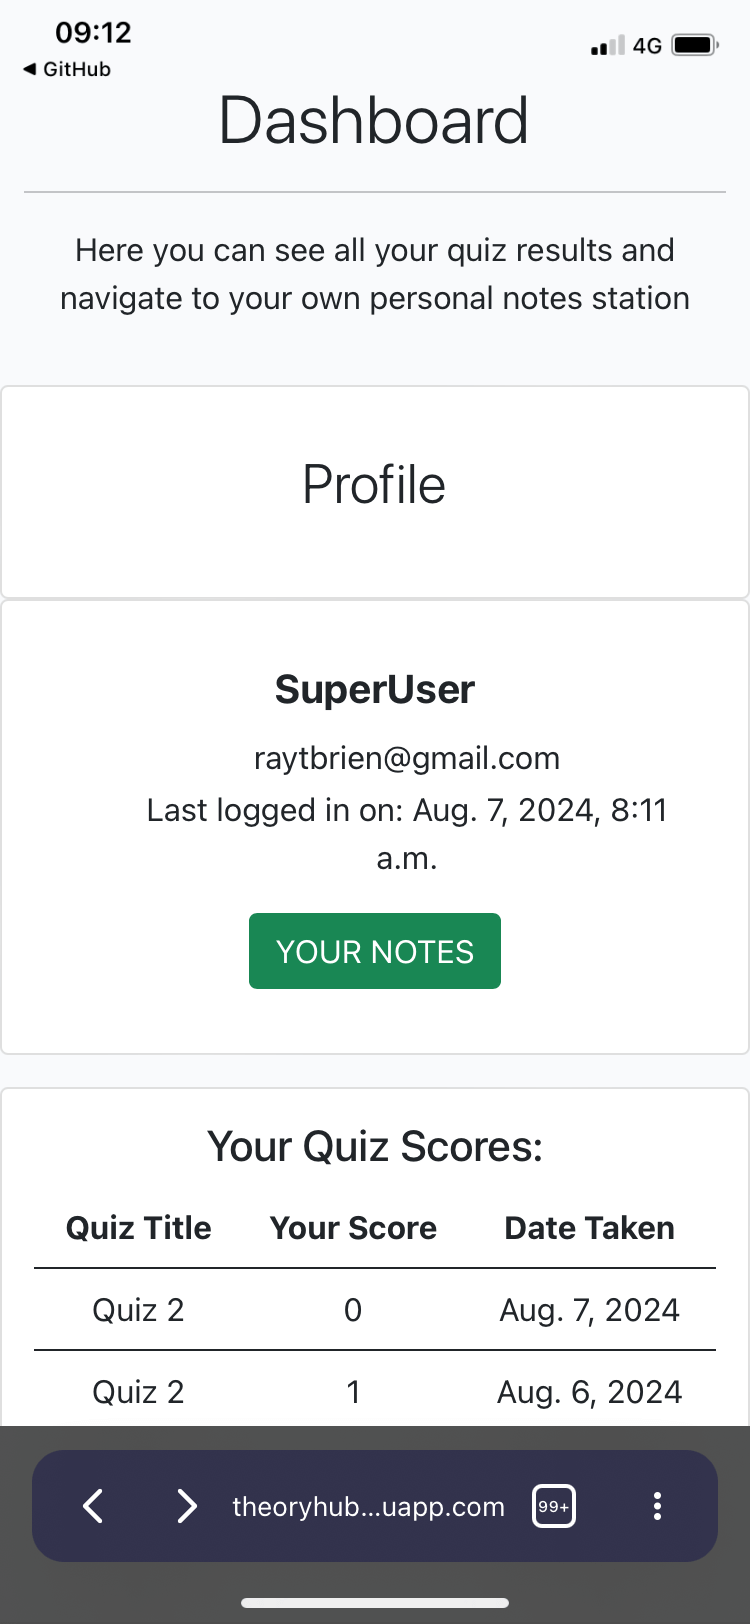 09:12
4G
◀ GitHub
Dashboard
Here you can see all your quiz results and
navigate to your own personal notes station
Profile
SuperUser
raytbrien@gmail.com
Last logged in on: Aug. 7, 2024, 8:11
a.m.
YOUR NOTES
Your Quiz Scores:
Quiz Title Your Score Date Taken
Quiz 2 0 Aug. 7, 2024
Quiz 2 1 Aug. 6, 2024
theoryhub...uapp.com 99+